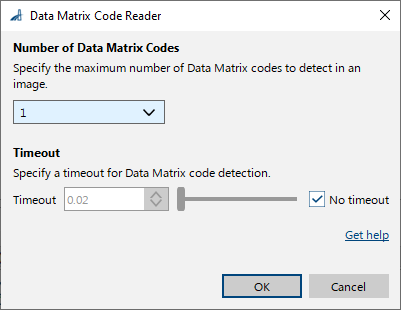 Data Matrix Code Reader
Number of Data Matrix Codes
Specify the maximum number of Data Matrix codes to detect in an
image.
1
Timeout
Specify a timeout for Data Matrix code detection.
Timeout 0.02 No timeout
Get help
OK Cancel